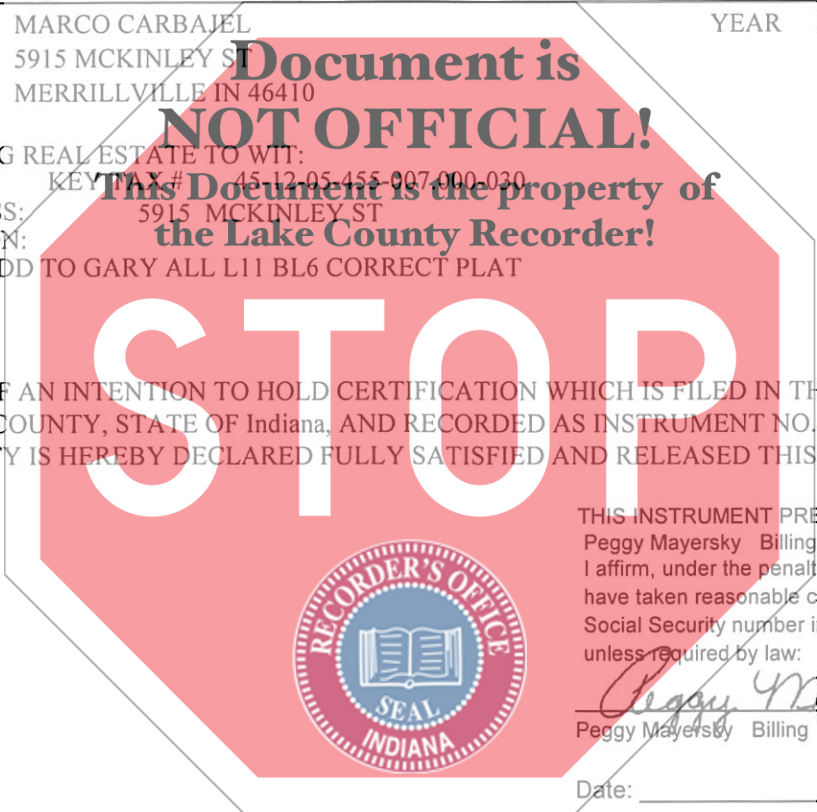 MARCO CARBAJEL YEAR
5915 MCKINLEY ST
Document is
MERRILLVILLE IN 46410
NOT OFFICIAL!
G REAL ESTATE TO WIT:
KEY TAX # 45-12-05-455-007.000-030
This Document is the property of
SS: 5915 MCKINLEY ST
N:
the Lake County Recorder!
DD TO GARY ALL L11 BL6 CORRECT PLAT
STOP
F AN INTENTION TO HOLD CERTIFICATION WHICH IS FILED IN TH
COUNTY, STATE OF Indiana, AND RECORDED AS INSTRUMENT NO.
Y IS HEREBY DECLARED FULLY SATISFIED AND RELEASED THIS
THIS INSTRUMENT PRE
Peggy Mayersky Billing
I affirm, under the penalt
have taken reasonable c
Social Security number i
unless required by law:
RECORDER'S OFFICE
SEAL
INDIANA
Peggy M
Peggy Mayersky Billing
Date: